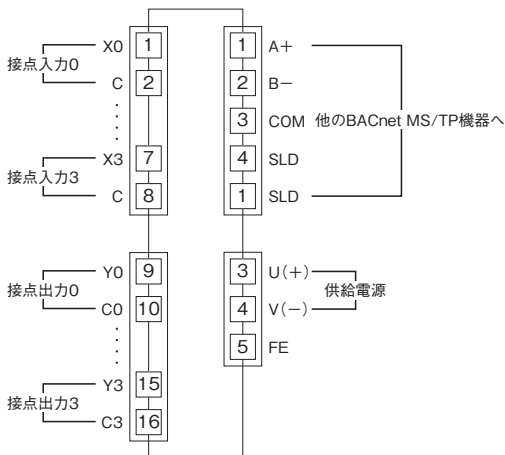 X0 1
接点入力0
C 2
X3 7
接点入力3
C 8
Y0 9
接点出力0
C0 10
Y3 15
接点出力3
C3 16
1 A+
2 B−
3 COM 他のBACnet MS/TP機器へ
4 SLD
1 SLD
3 U(+)
供給電源
4 V(−)
5 FE